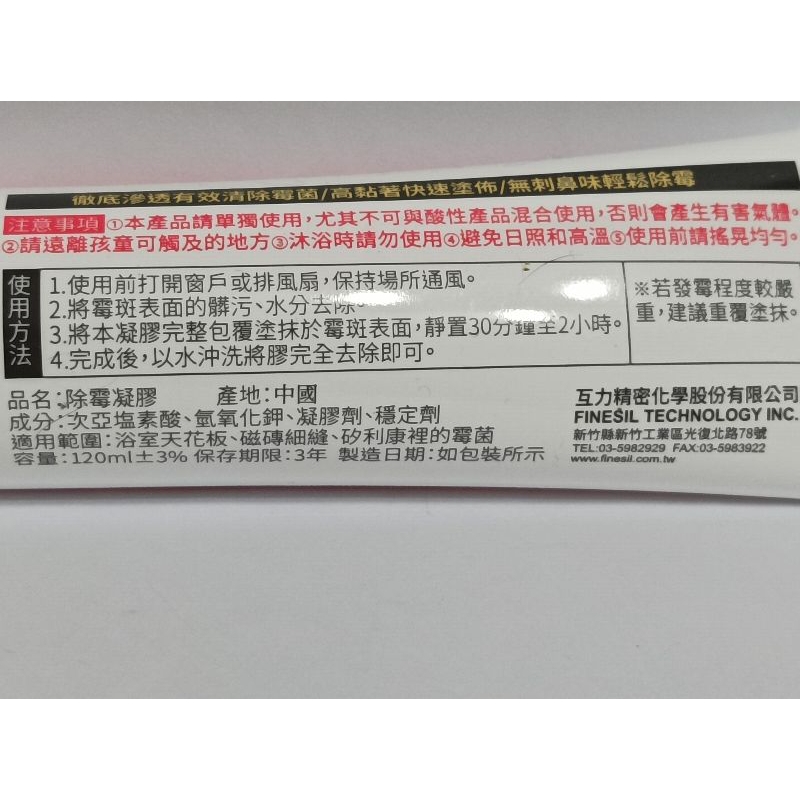 徹底滲透有效清除霉菌/高黏著快速塗佈/無刺鼻味輕鬆除霉
注意事項 ①本產品請單獨使用,尤其不可與酸性產品混合使用,否則會產生有害氣體。
②請遠離孩童可觸及的地方③沐浴時請勿使用④避免日照和高溫⑤使用前請搖晃均勻。
使用方法
1.使用前打開窗戶或排風扇,保持場所通風。
2.將霉斑表面的髒污、水分去除。
3.將本凝膠完整包覆塗抹於霉斑表面,靜置30分鐘至2小時。
4.完成後,以水沖洗將膠完全去除即可。
※若發霉程度較嚴
重,建議重覆塗抹。
品名:除霉凝膠 產地:中國
成分:次亞塩素酸、氫氧化鉀、凝膠劑、穩定劑
適用範圍:浴室天花板、磁磚細縫、矽利康裡的霉菌
容量:120ml±3% 保存期限:3年 製造日期:如包裝所示
互力精密化學股份有限公司
FINESIL TECHNOLOGY INC.
新竹縣新竹工業區光復北路78號
TEL:03-5982929 FAX:03-5983922
www.finesil.com.tw